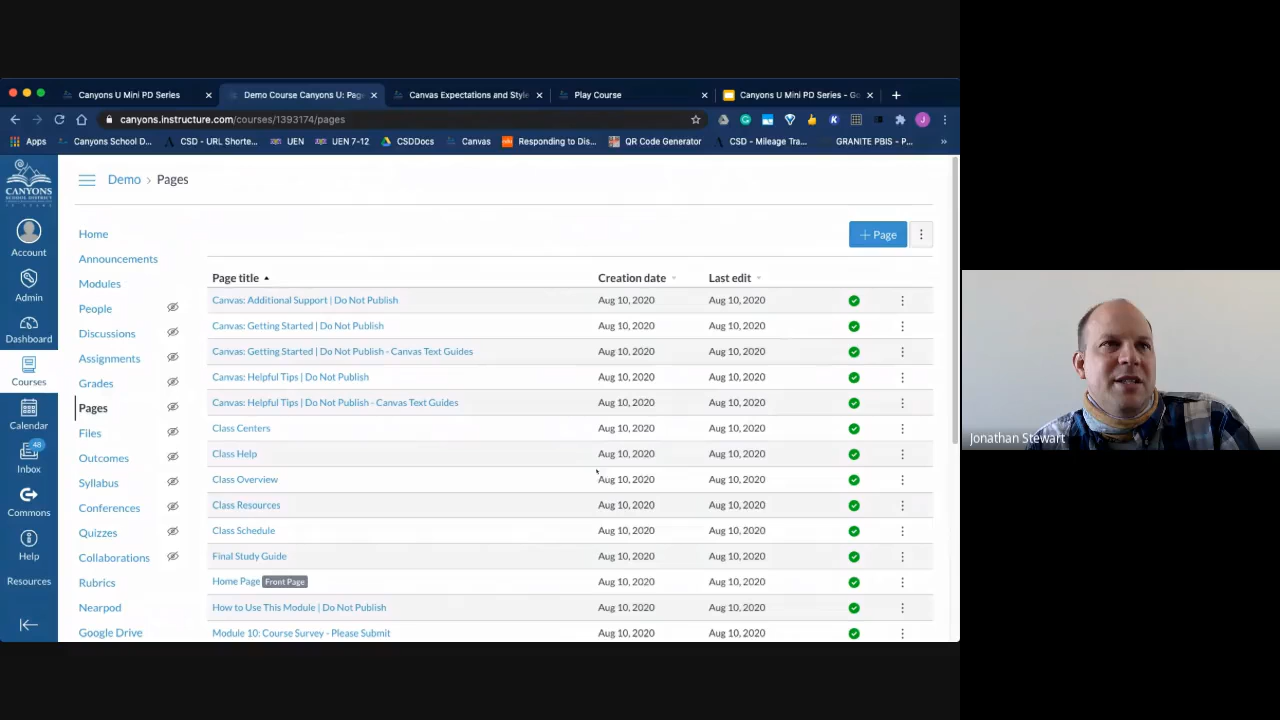 Canyons U Mini PD Series
Demo Course Canyons U: Pag
Canvas Expectations and Style
Play Course
Canyons U Mini PD Series - Go
canyons.instructure.com/courses/1393174/pages
Apps
Canyons School D...
CSD - URL Shorte...
UEN
UEN 7-12
CSDDocs
Canvas
Responding to Dis...
QR Code Generator
CSD - Mileage Tra...
GRANITE PBIS - P...
»
CANYONS
SCHOOL DISTRICT
Account
Admin
Dashboard
Courses
Calendar
48
Inbox
Commons
Help
Resources
Demo › Pages
Home
Announcements
Modules
People
Discussions
Assignments
Grades
Pages
Files
Outcomes
Syllabus
Conferences
Quizzes
Collaborations
Rubrics
Nearpod
Google Drive
+ Page
Page title Creation date Last edit
Canvas: Additional Support | Do Not Publish Aug 10, 2020 Aug 10, 2020
Canvas: Getting Started | Do Not Publish Aug 10, 2020 Aug 10, 2020
Canvas: Getting Started | Do Not Publish - Canvas Text Guides Aug 10, 2020 Aug 10, 2020
Canvas: Helpful Tips | Do Not Publish Aug 10, 2020 Aug 10, 2020
Canvas: Helpful Tips | Do Not Publish - Canvas Text Guides Aug 10, 2020 Aug 10, 2020
Class Centers Aug 10, 2020 Aug 10, 2020
Class Help Aug 10, 2020 Aug 10, 2020
Class Overview Aug 10, 2020 Aug 10, 2020
Class Resources Aug 10, 2020 Aug 10, 2020
Class Schedule Aug 10, 2020 Aug 10, 2020
Final Study Guide Aug 10, 2020 Aug 10, 2020
Home Page Front Page Aug 10, 2020 Aug 10, 2020
How to Use This Module | Do Not Publish Aug 10, 2020 Aug 10, 2020
Module 10: Course Survey - Please Submit Aug 10, 2020 Aug 10, 2020
Jonathan Stewart